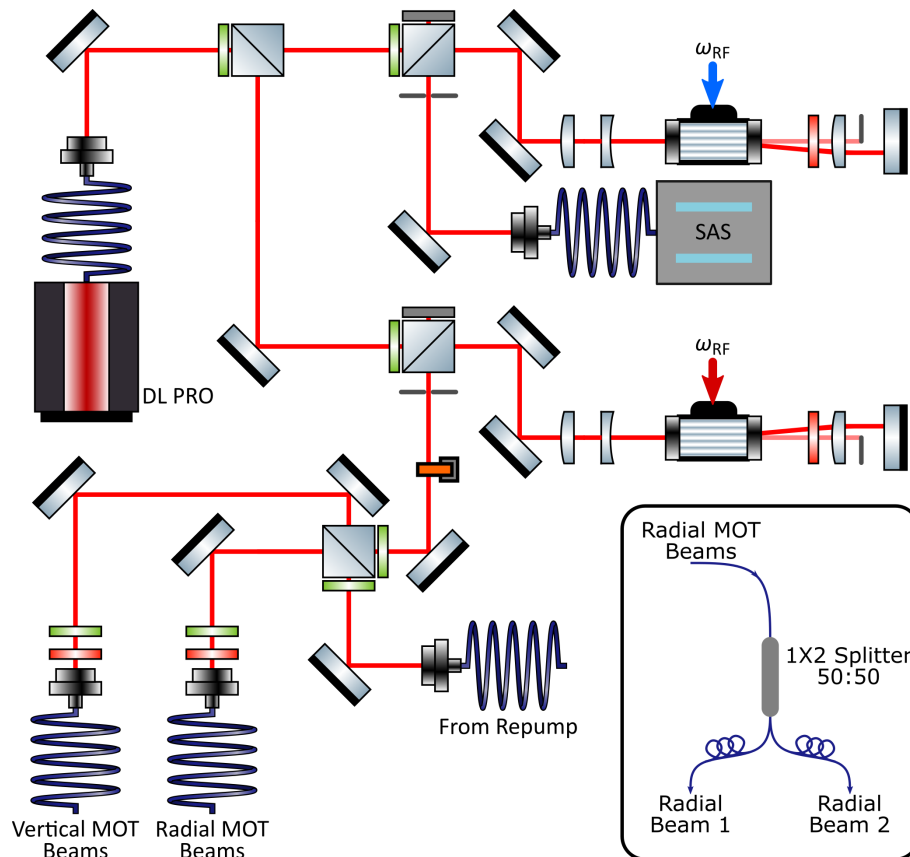 ωRF
SAS
DL PRO
ωRF
Radial MOT
Beams
1X2 Splitter
50:50
From Repump
Radial
Beam 1
Radial
Beam 2
Vertical MOT
Beams
Radial MOT
Beams